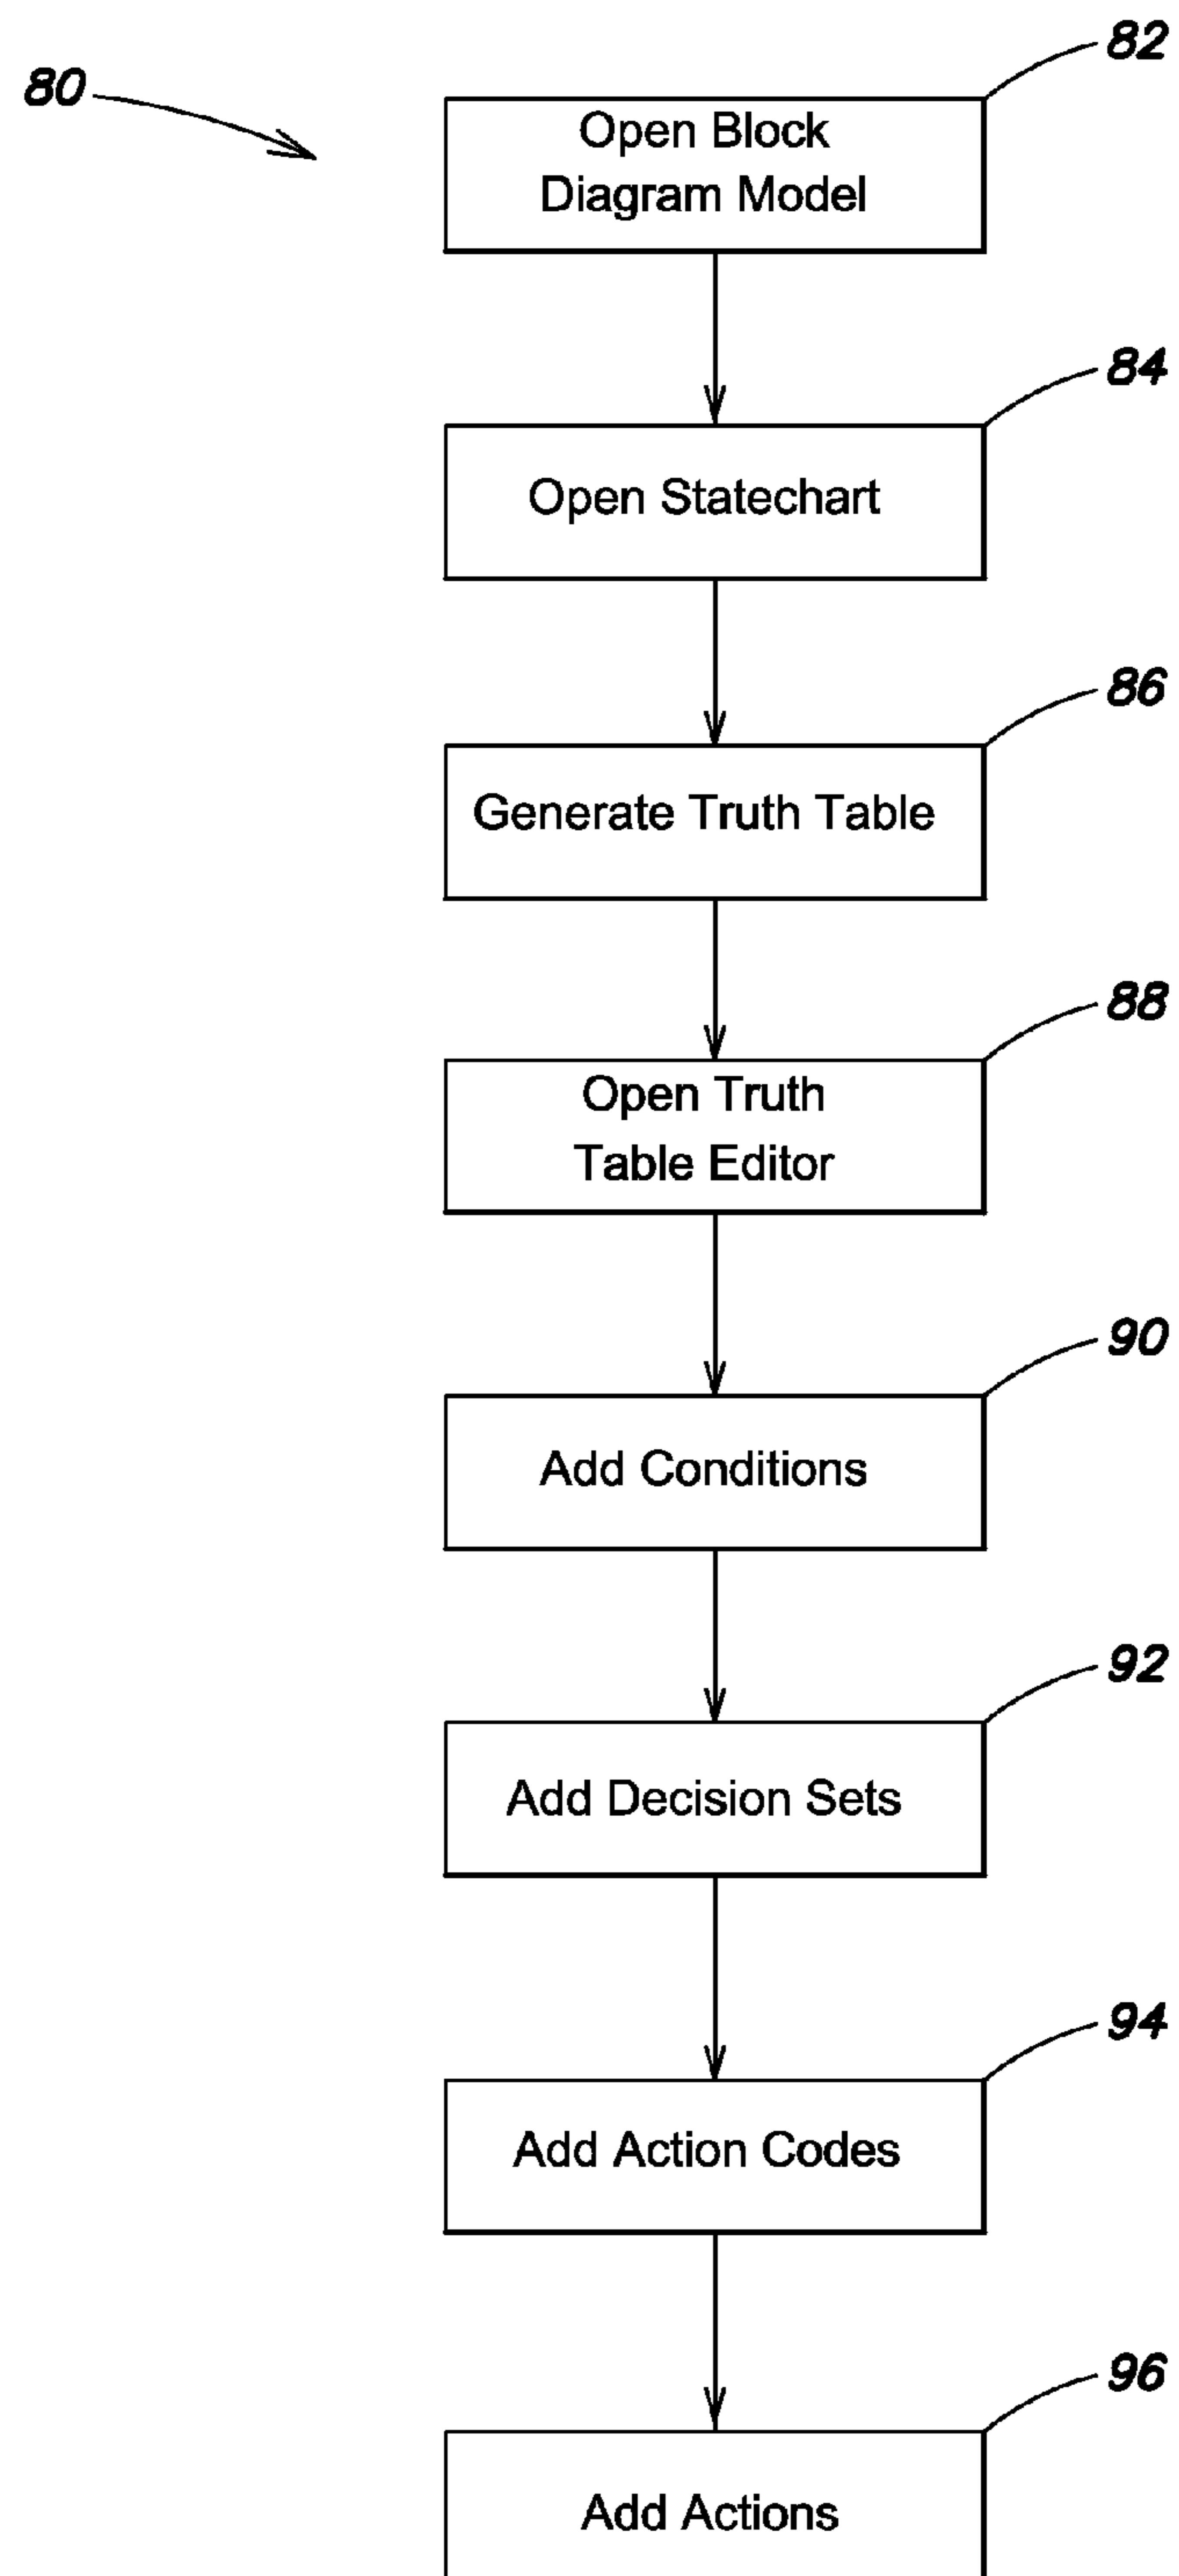 82
80
Open Block
Diagram Model
84
Open Statechart
86
Generate Truth Table
88
Open Truth
Table Editor
90
Add Conditions
92
Add Decision Sets
94
Add Action Codes
96
Add Actions